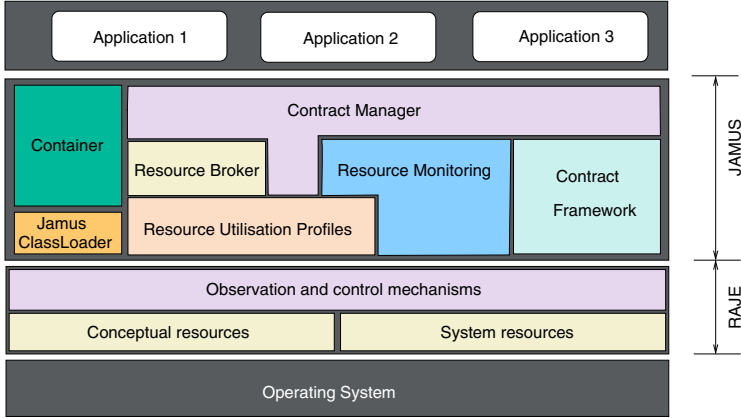 Application 1
Application 2
Application 3
Contract Manager
Container
Resource Broker
Resource Monitoring
Contract
Framework
Jamus
ClassLoader
Resource Utilisation Profiles
JAMUS
Observation and control mechanisms
Conceptual resources
System resources
RAJE
Operating System